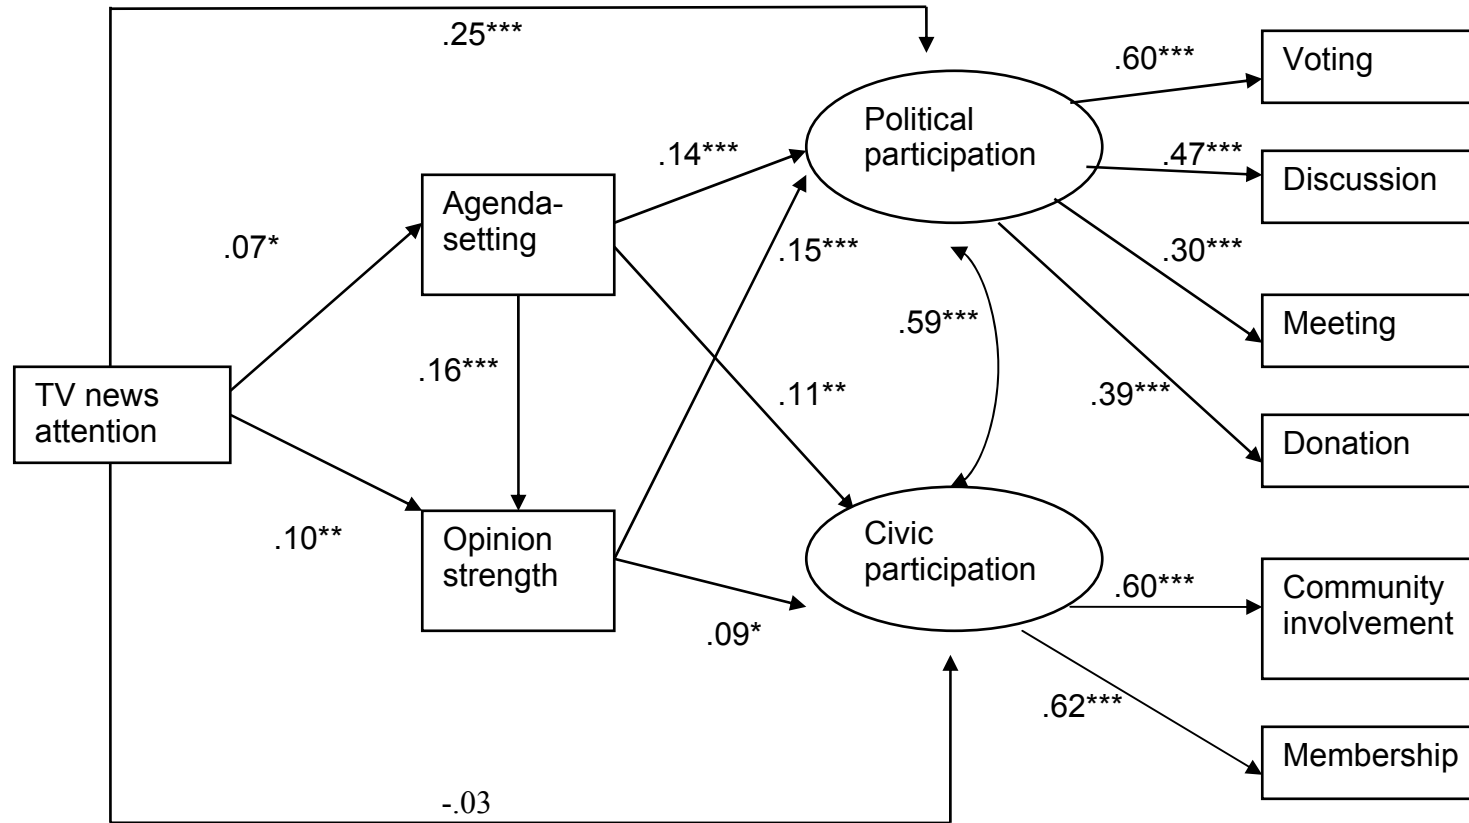 .25***
.60***
Voting
Political
participation
.14***
.47***
Discussion
Agenda-
setting
.07*
.15***
.30***
Meeting
.59***
.16***
TV news
attention
.11**
.39***
Donation
.10**
Opinion
strength
Civic
participation
.60***
Community
involvement
.09*
.62***
Membership
-.03